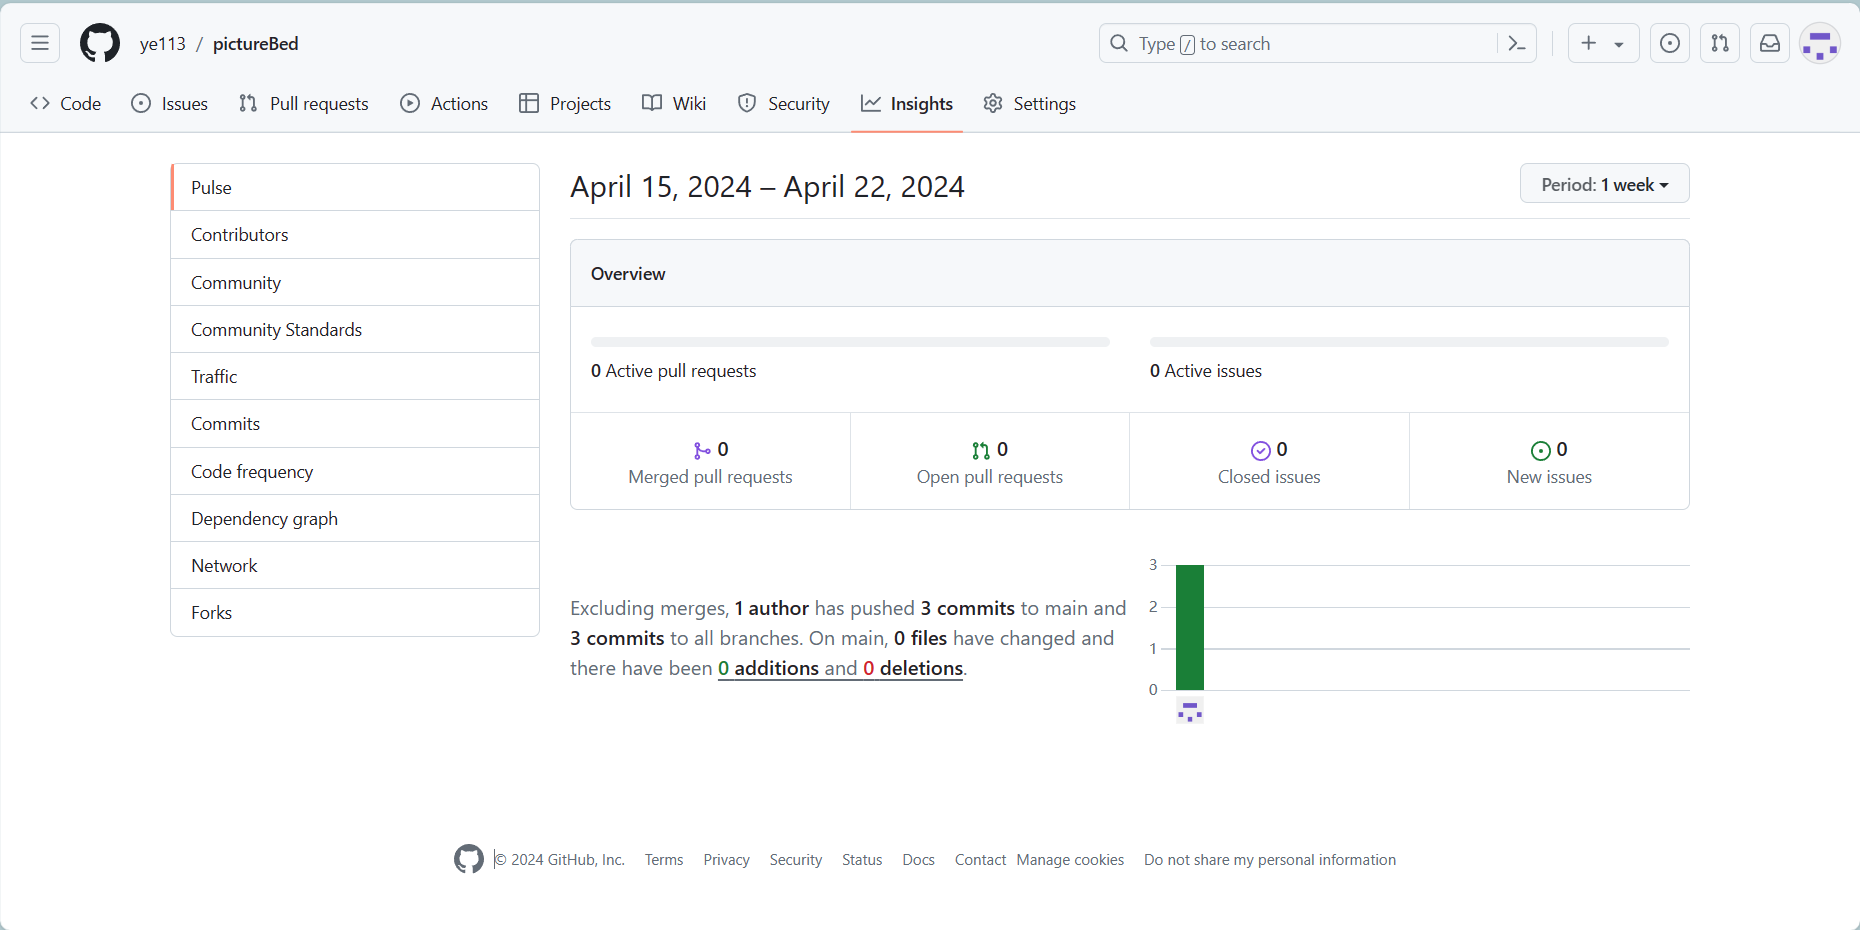 ye113 / pictureBed
Type / to search
Code Issues Pull requests Actions Projects Wiki Security Insights Settings
Pulse
Contributors
Community
Community Standards
Traffic
Commits
Code frequency
Dependency graph
Network
Forks
April 15, 2024 – April 22, 2024
Period: 1 week
Overview
0 Active pull requests
0 Active issues
0
Merged pull requests
0
Open pull requests
0
Closed issues
0
New issues
Excluding merges, 1 author has pushed 3 commits to main and
3 commits to all branches. On main, 0 files have changed and
there have been 0 additions and 0 deletions.
3
2
1
0
© 2024 GitHub, Inc. Terms Privacy Security Status Docs Contact Manage cookies Do not share my personal information